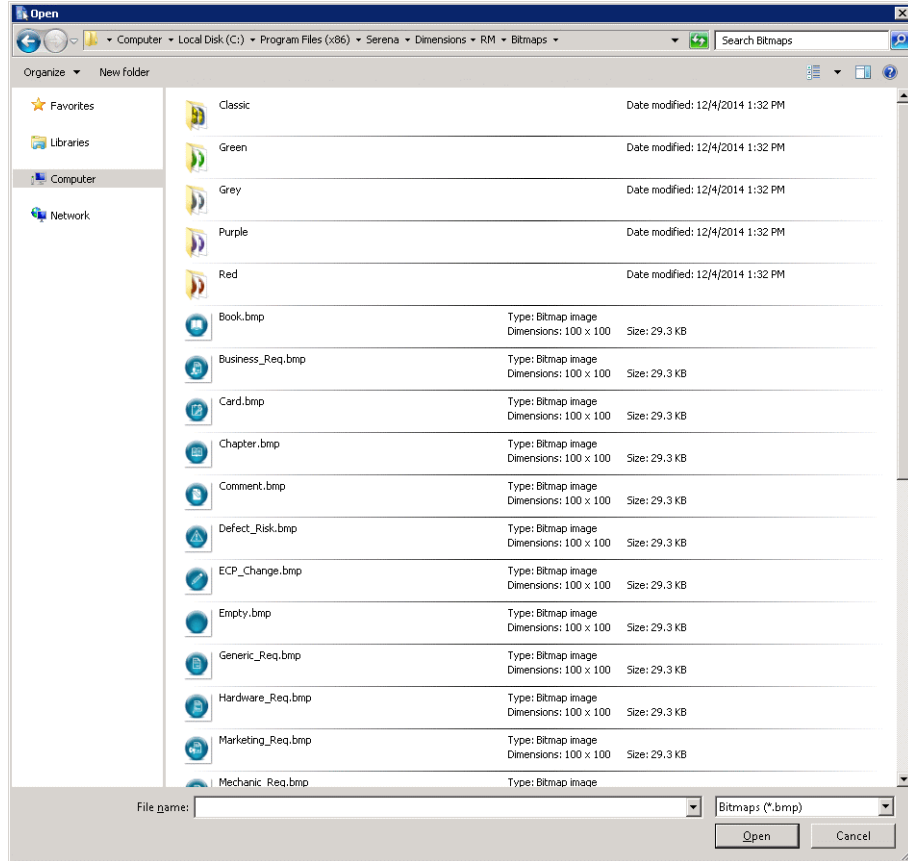 Open
Computer Local Disk (C:) Program Files (x86) Serena Dimensions RM Bitmaps Search Bitmaps
Organize New folder
Favorites
Libraries
Computer
Network
Classic Date modified: 12/4/2014 1:32 PM
Green Date modified: 12/4/2014 1:32 PM
Grey Date modified: 12/4/2014 1:32 PM
Purple Date modified: 12/4/2014 1:32 PM
Red Date modified: 12/4/2014 1:32 PM
Book.bmp Type: Bitmap image
Dimensions: 100 x 100 Size: 29.3 KB
Business_Req.bmp Type: Bitmap image
Dimensions: 100 x 100 Size: 29.3 KB
Card.bmp Type: Bitmap image
Dimensions: 100 x 100 Size: 29.3 KB
Chapter.bmp Type: Bitmap image
Dimensions: 100 x 100 Size: 29.3 KB
Comment.bmp Type: Bitmap image
Dimensions: 100 x 100 Size: 29.3 KB
Defect_Risk.bmp Type: Bitmap image
Dimensions: 100 x 100 Size: 29.3 KB
ECP_Change.bmp Type: Bitmap image
Dimensions: 100 x 100 Size: 29.3 KB
Empty.bmp Type: Bitmap image
Dimensions: 100 x 100 Size: 29.3 KB
Generic_Req.bmp Type: Bitmap image
Dimensions: 100 x 100 Size: 29.3 KB
Hardware_Req.bmp Type: Bitmap image
Dimensions: 100 x 100 Size: 29.3 KB
Marketing_Req.bmp Type: Bitmap image
Dimensions: 100 x 100 Size: 29.3 KB
Mechanic_Req.bmp Type: Bitmap image
File name: Bitmaps (*.bmp)
Open Cancel